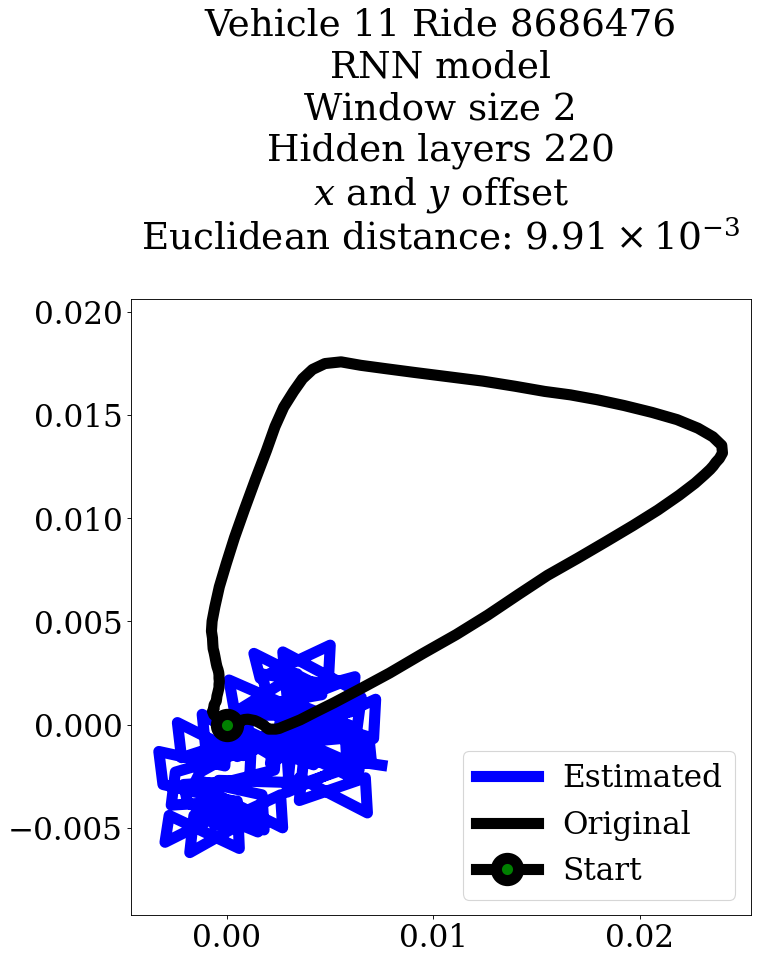 Vehicle 11 Ride 8686476
RNN model
Window size 2
Hidden layers 220
x and y offset
Euclidean distance: 9.91 × 10⁻³
0.020
0.015
0.010
0.005
0.000
−0.005
0.00 0.01 0.02
Estimated
Original
Start